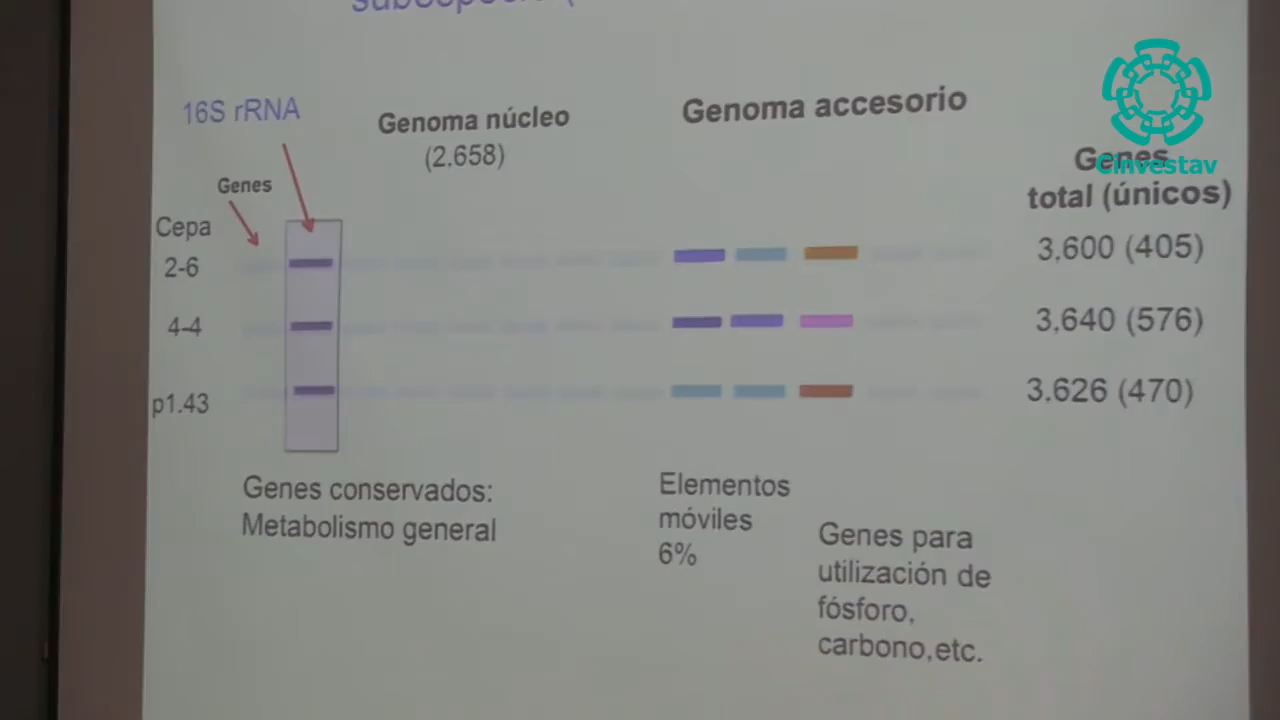 16S rRNA
Genoma núcleo
(2,658)
Genoma accesorio
Cinvestav
Genes
total (únicos)
Genes
Cepa
2-6
3,600 (405)
4-4
3,640 (576)
p1.43
3.626 (470)
Genes conservados:
Metabolismo general
Elementos
móviles
6%
Genes para
utilización de
fósforo,
carbono,etc.